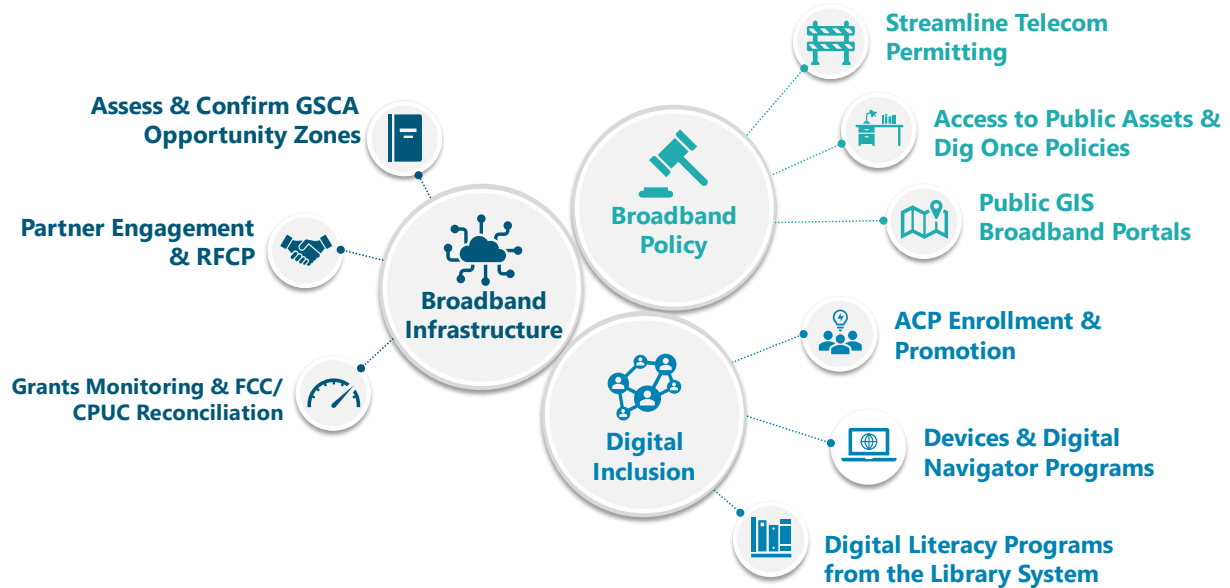 Assess & Confirm GSCA
Opportunity Zones
Partner Engagement
& RFCP
Grants Monitoring & FCC/
CPUC Reconciliation
Broadband
Infrastructure
Broadband
Policy
Streamline Telecom
Permitting
Access to Public Assets &
Dig Once Policies
Public GIS
Broadband Portals
Digital
Inclusion
ACP Enrollment &
Promotion
Devices & Digital
Navigator Programs
Digital Literacy Programs
from the Library System